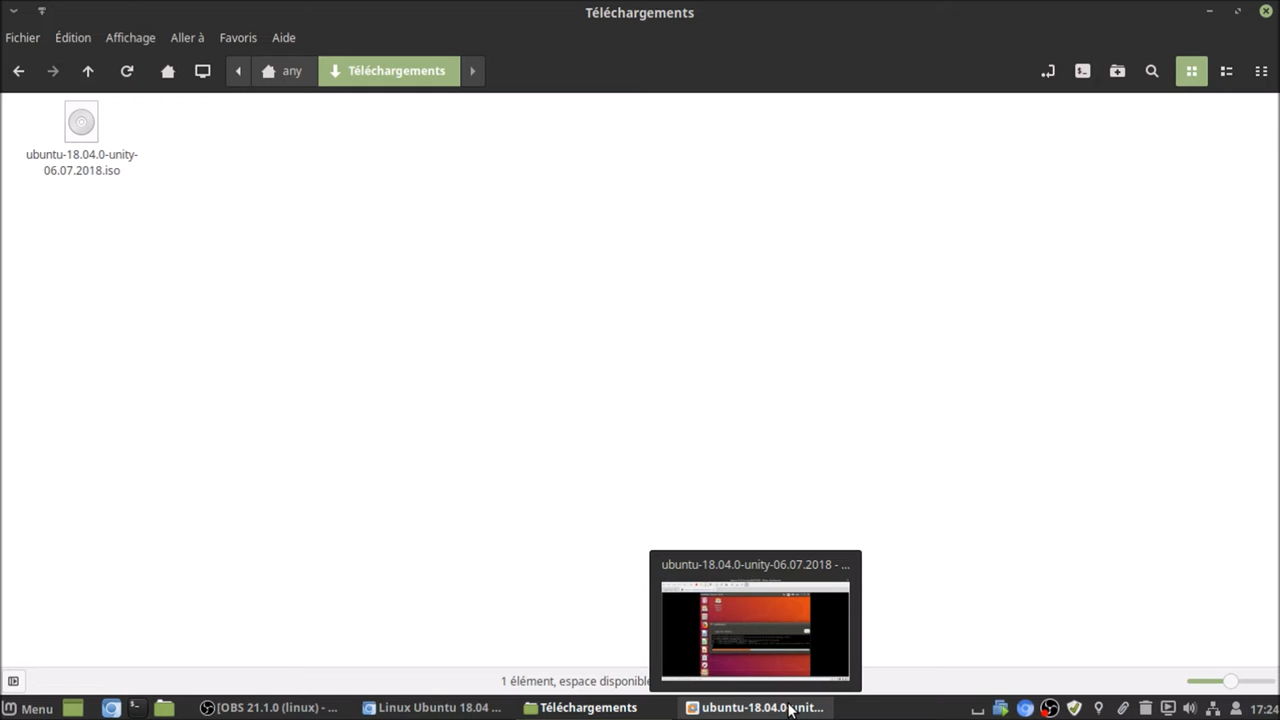 Téléchargements
Fichier Édition Affichage Aller à Favoris Aide
any Téléchargements
ubuntu-18.04.0-unity-
06.07.2018.iso
ubuntu-18.04.0-unity-06.07.2018 - ...
1 élément, espace disponible
Menu [OBS 21.1.0 (linux) - ... Linux Ubuntu 18.04 ... Téléchargements ubuntu-18.04.0-unit... 17:24